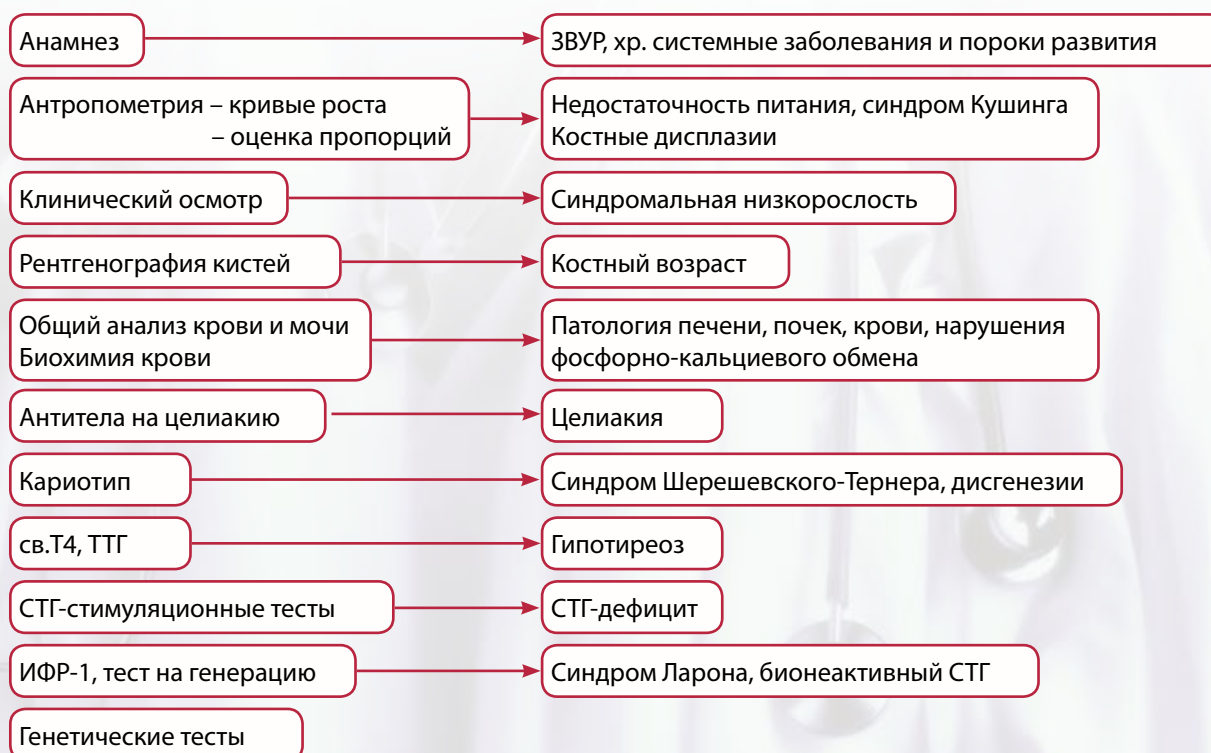 Анамнез
ЗВУР, хр. системные заболевания и пороки развития
Антропометрия – кривые роста
– оценка пропорций
Недостаточность питания, синдром Кушинга
Костные дисплазии
Клинический осмотр
Синдромальная низкорослость
Рентгенография кистей
Костный возраст
Общий анализ крови и мочи
Биохимия крови
Патология печени, почек, крови, нарушения
фосфорно-кальциевого обмена
Антитела на целиакию
Целиакия
Кариотип
Синдром Шерешевского-Тернера, дисгенезии
св.Т4, ТТГ
Гипотиреоз
СТГ-стимуляционные тесты
СТГ-дефицит
ИФР-1, тест на генерацию
Синдром Ларона, бионеактивный СТГ
Генетические тесты